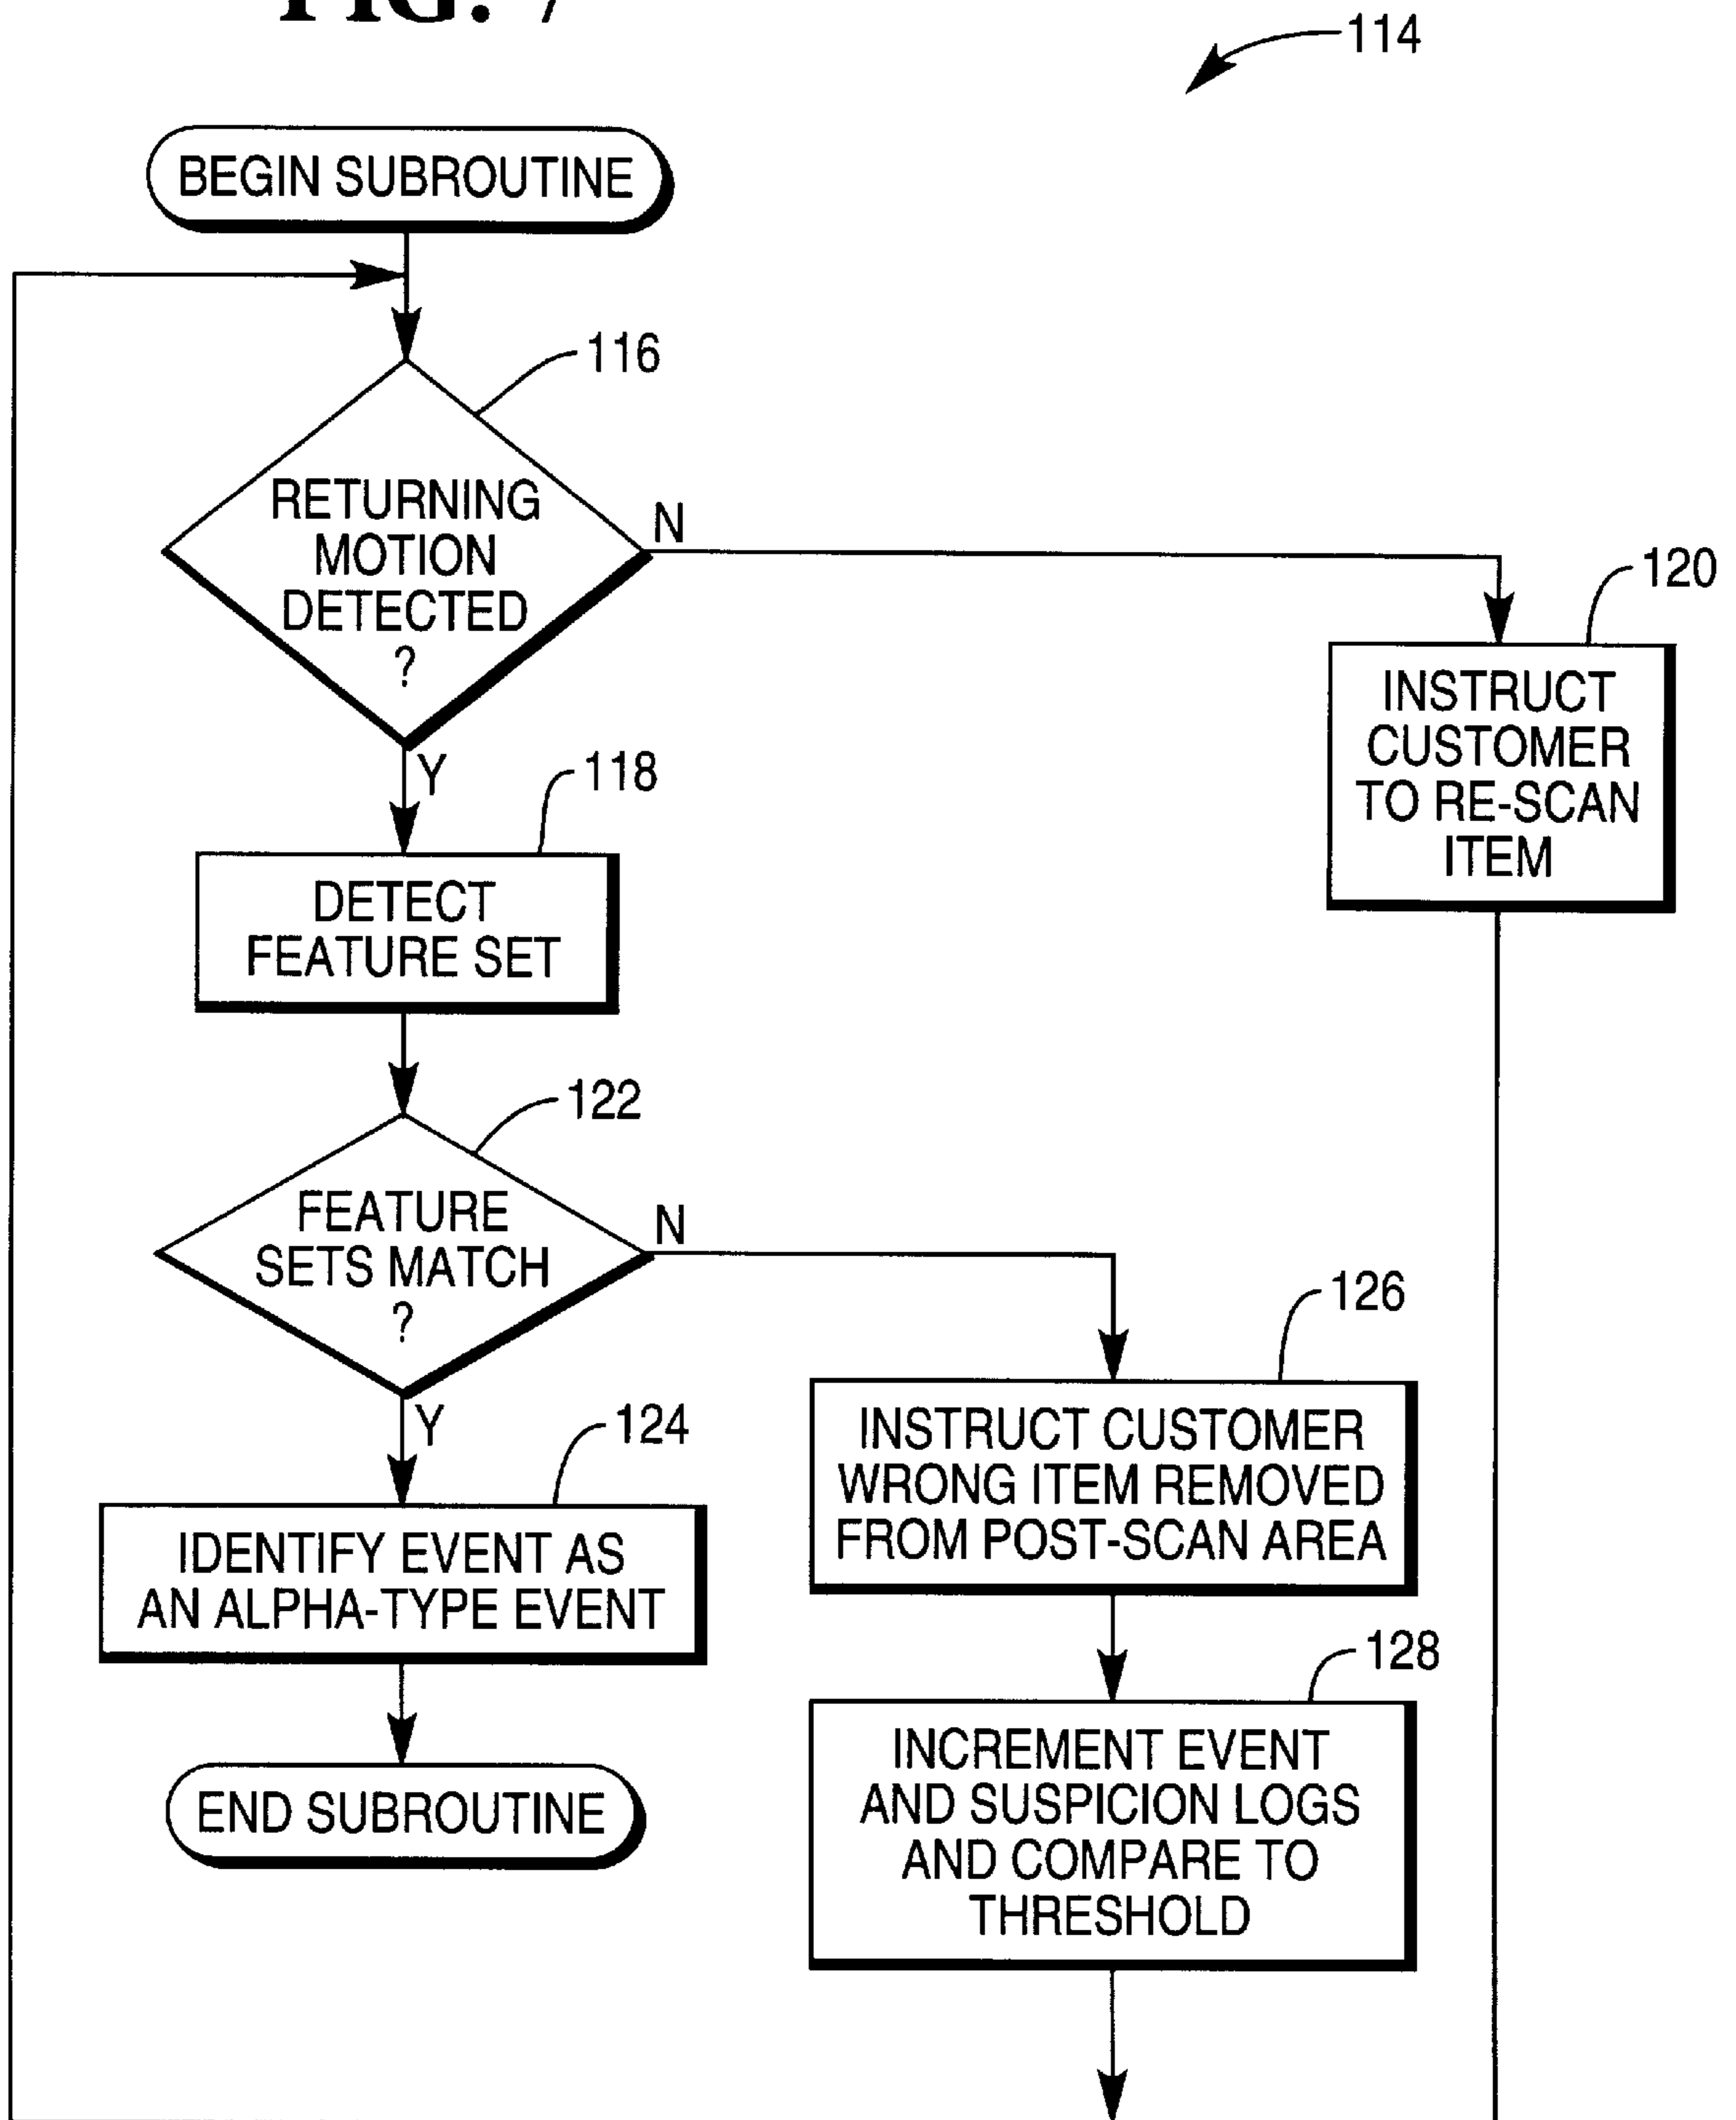 FIG. 7
114
BEGIN SUBROUTINE
116
RETURNING
MOTION
DETECTED
?
N
Y
120
INSTRUCT
CUSTOMER
TO RE-SCAN
ITEM
118
DETECT
FEATURE SET
122
FEATURE
SETS MATCH
?
N
Y
126
INSTRUCT CUSTOMER
WRONG ITEM REMOVED
FROM POST-SCAN AREA
124
IDENTIFY EVENT AS
AN ALPHA-TYPE EVENT
128
INCREMENT EVENT
AND SUSPICION LOGS
AND COMPARE TO
THRESHOLD
END SUBROUTINE